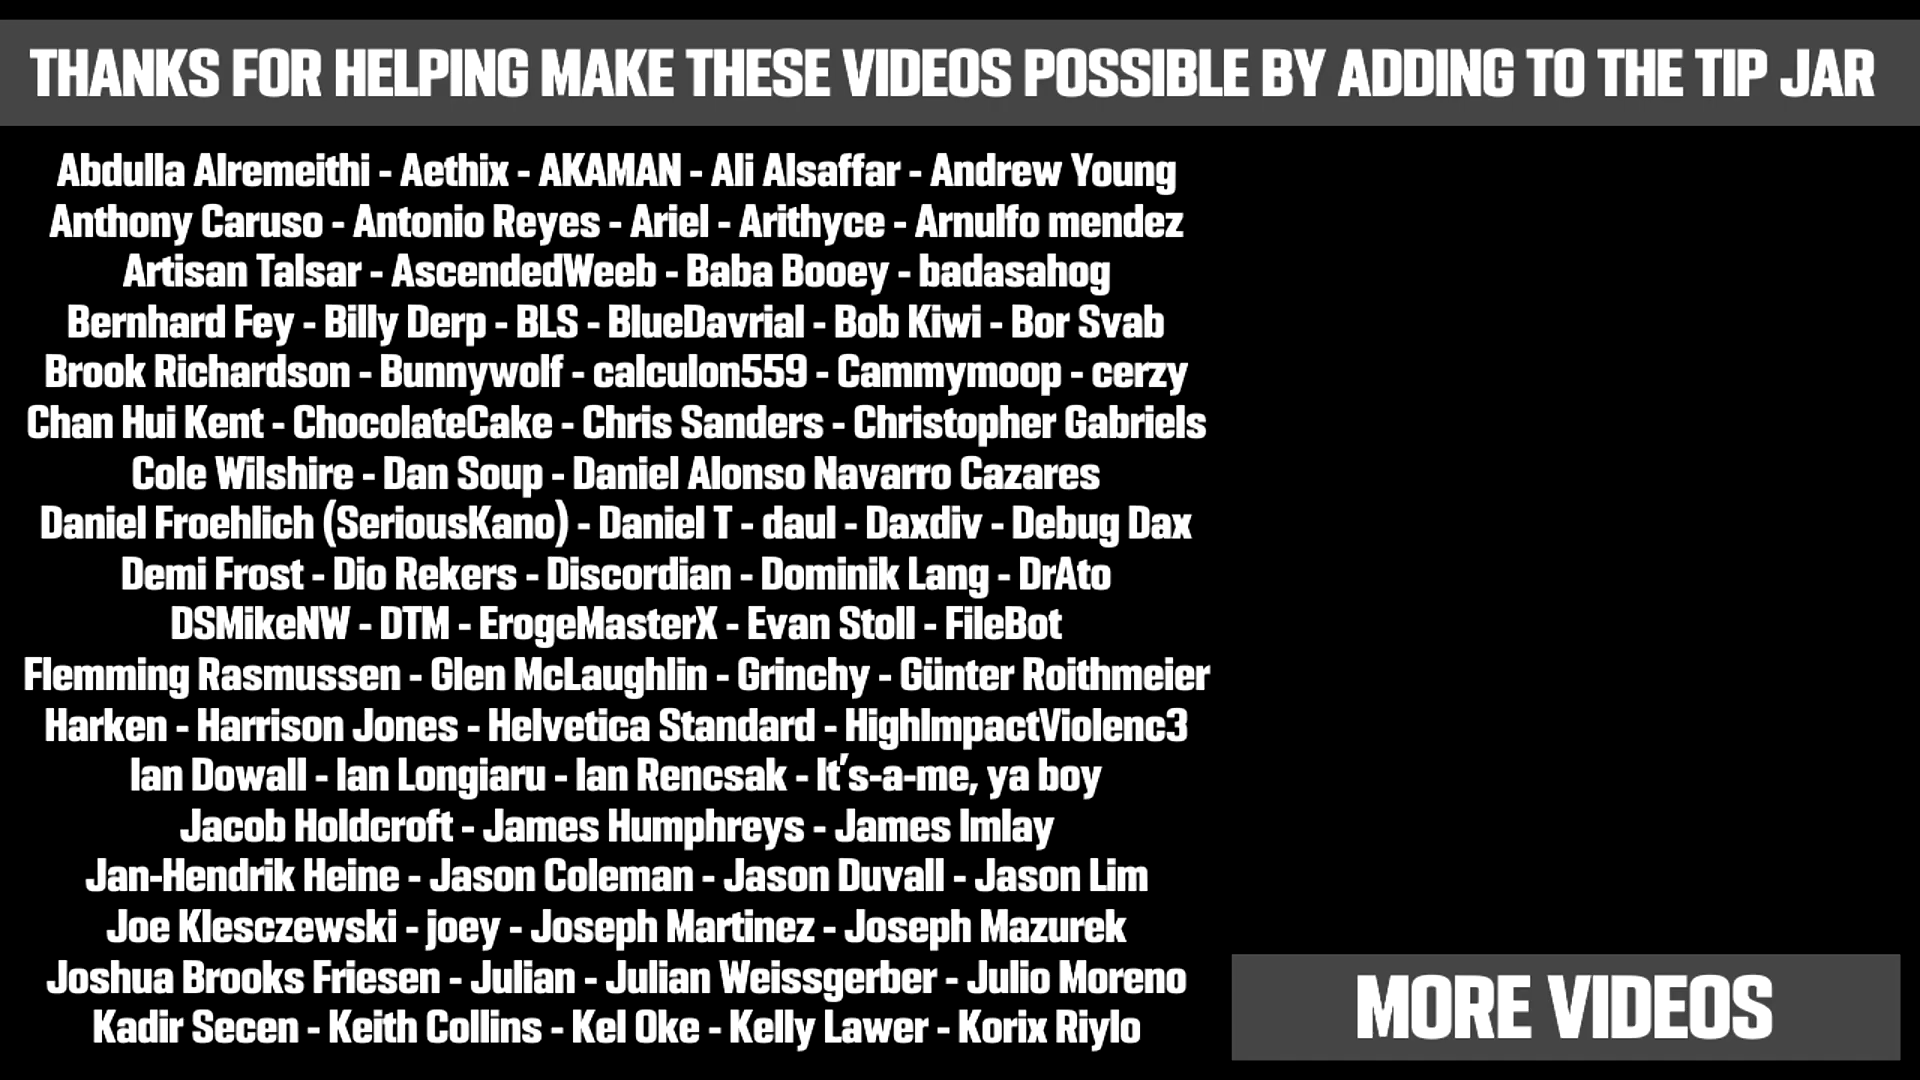 THANKS FOR HELPING MAKE THESE VIDEOS POSSIBLE BY ADDING TO THE TIP JAR
Abdulla Alremeithi - Aethix - AKAMAN - Ali Alsaffar - Andrew Young
Anthony Caruso - Antonio Reyes - Ariel - Arithyce - Arnulfo mendez
Artisan Talsar - AscendedWeeb - Baba Booey - badasahog
Bernhard Fey - Billy Derp - BLS - BlueDavrial - Bob Kiwi - Bor Svab
Brook Richardson - Bunnywolf - calculon559 - Cammymoop - cerzy
Chan Hui Kent - ChocolateCake - Chris Sanders - Christopher Gabriels
Cole Wilshire - Dan Soup - Daniel Alonso Navarro Cazares
Daniel Froehlich (SeriousKano) - Daniel T - daul - Daxdiv - Debug Dax
Demi Frost - Dio Rekers - Discordian - Dominik Lang - DrAto
DSMikeNW - DTM - ErogeMasterX - Evan Stoll - FileBot
Flemming Rasmussen - Glen McLaughlin - Grinchy - Günter Roithmeier
Harken - Harrison Jones - Helvetica Standard - HighImpactViolenc3
Ian Dowall - Ian Longiaru - Ian Rencsak - It's-a-me, ya boy
Jacob Holdcroft - James Humphreys - James Imlay
Jan-Hendrik Heine - Jason Coleman - Jason Duvall - Jason Lim
Joe Klesczewski - joey - Joseph Martinez - Joseph Mazurek
Joshua Brooks Friesen - Julian - Julian Weissgerber - Julio Moreno
Kadir Secen - Keith Collins - Kel Oke - Kelly Lawer - Korix Riylo
MORE VIDEOS